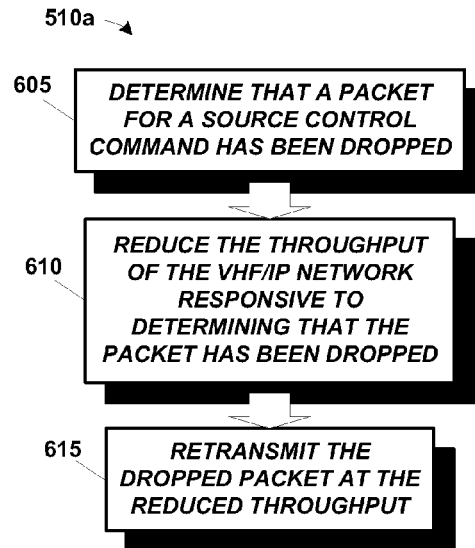 510a
605
DETERMINE THAT A PACKET
FOR A SOURCE CONTROL
COMMAND HAS BEEN DROPPED
610
REDUCE THE THROUGHPUT
OF THE VHF/IP NETWORK
RESPONSIVE TO
DETERMINING THAT THE
PACKET HAS BEEN DROPPED
615
RETRANSMIT THE
DROPPED PACKET AT THE
REDUCED THROUGHPUT